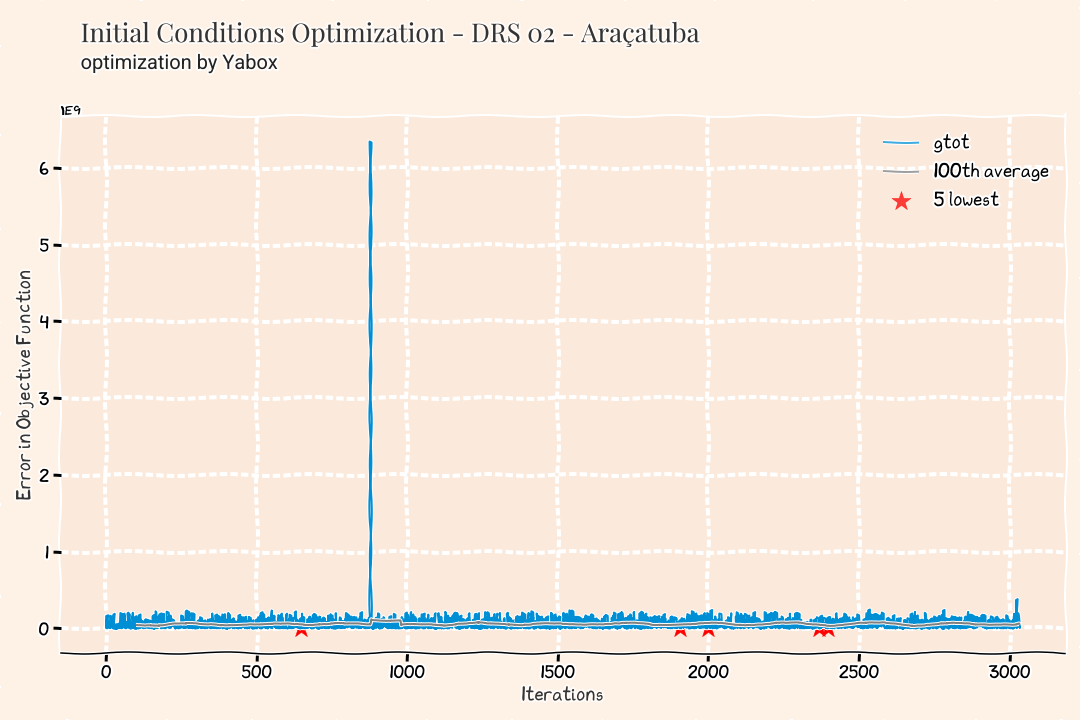 Initial Conditions Optimization - DRS 02 - Araçatuba
optimization by Yabox
1E9
gtot
100th average
5 lowest
6
5
4
3
2
1
0
Error in Objective Function
0 500 1000 1500 2000 2500 3000
Iterations